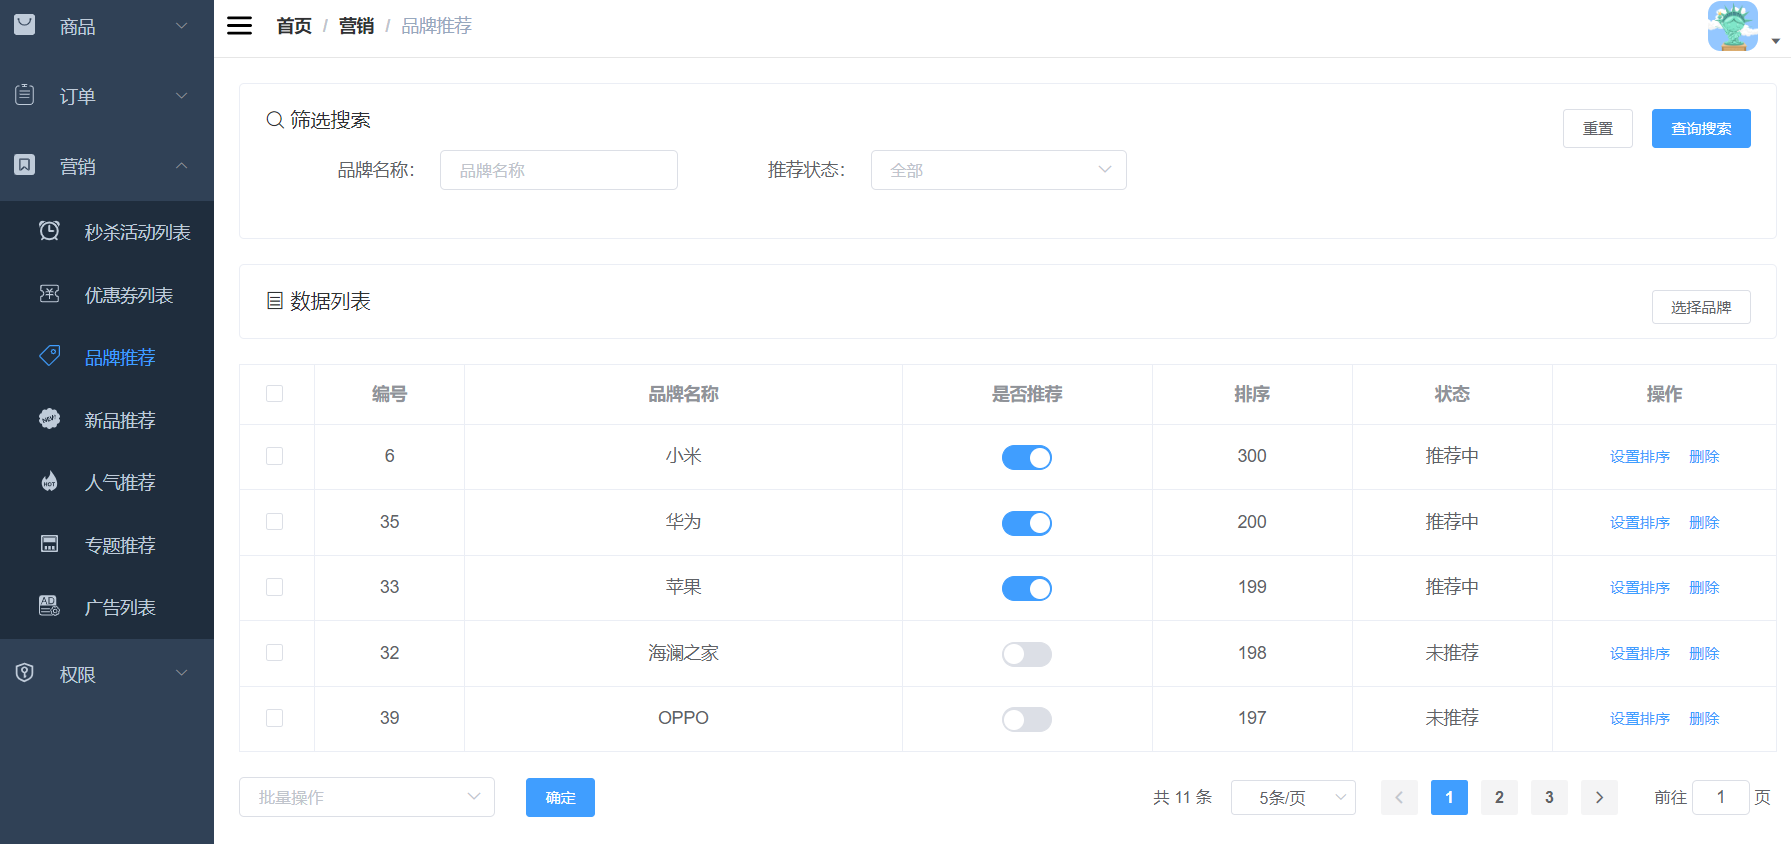 商品
订单
营销
秒杀活动列表
优惠券列表
品牌推荐
新品推荐
人气推荐
专题推荐
广告列表
权限
首页 / 营销 / 品牌推荐
筛选搜索
重置 查询搜索
品牌名称： 品牌名称 推荐状态： 全部
数据列表
选择品牌
编号 品牌名称 是否推荐 排序 状态 操作
6 小米 300 推荐中 设置排序 删除
35 华为 200 推荐中 设置排序 删除
33 苹果 199 推荐中 设置排序 删除
32 海澜之家 198 未推荐 设置排序 删除
39 OPPO 197 未推荐 设置排序 删除
批量操作 确定 共 11 条 5条/页 1 2 3 前往 1 页
NEW
HOT
AD